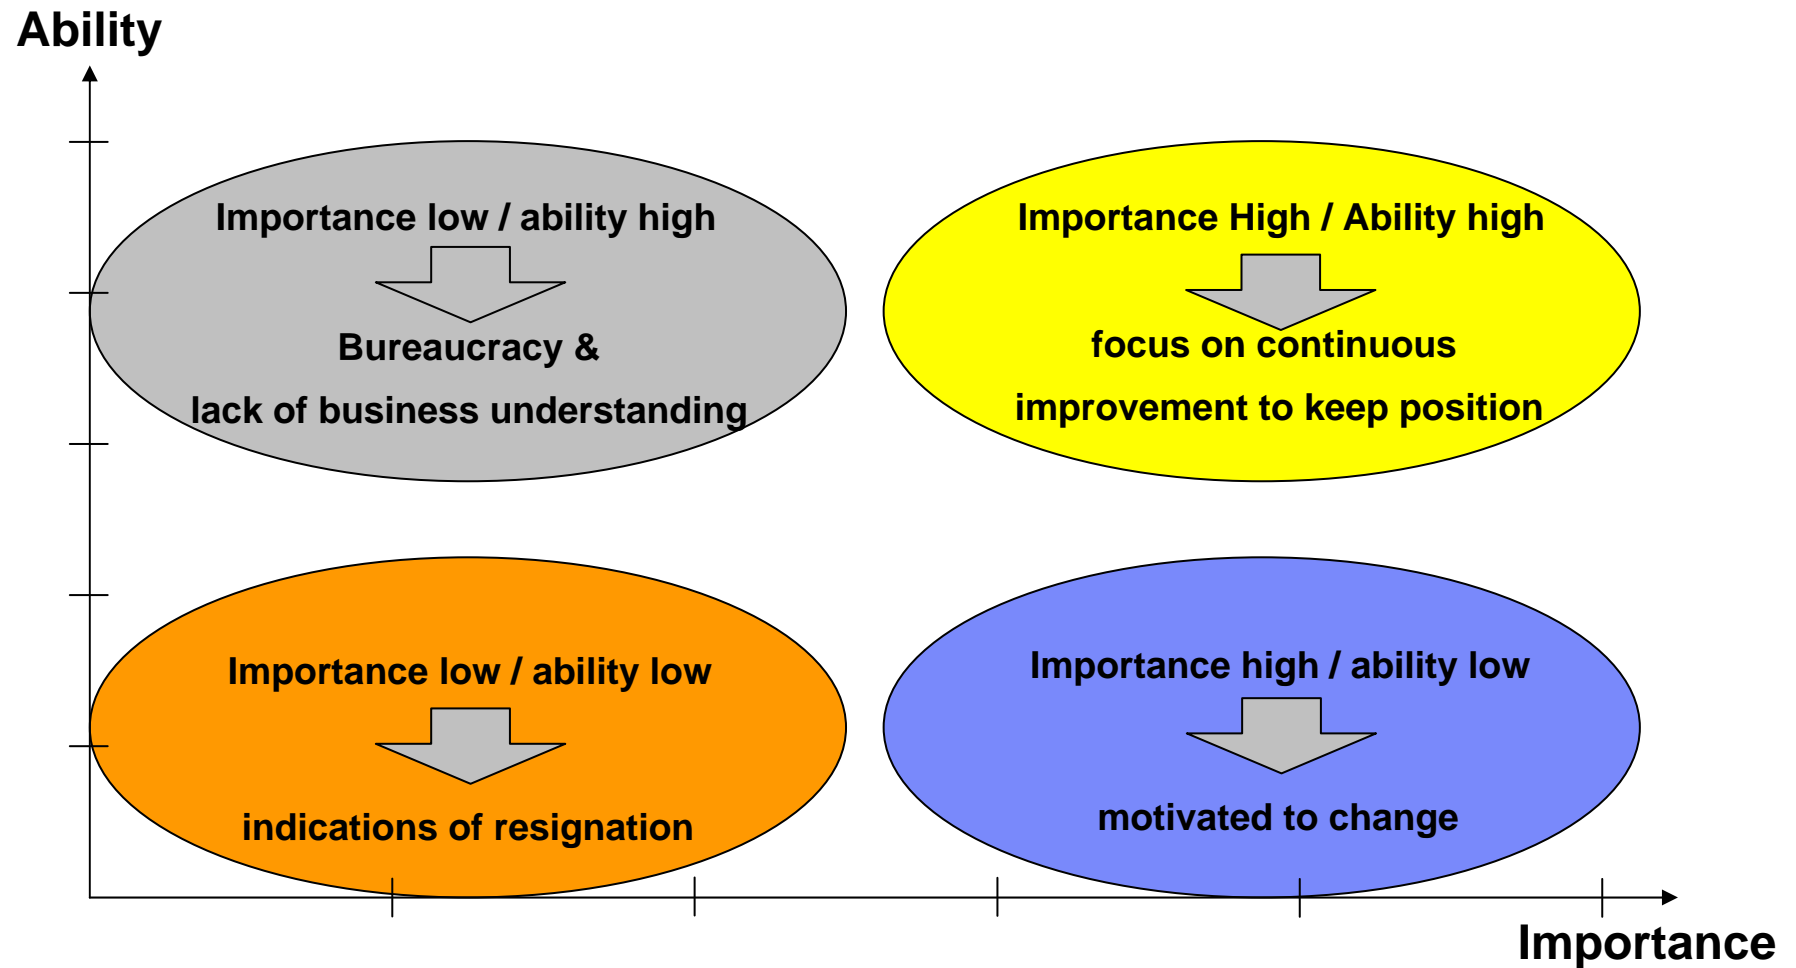 Ability
Importance low / ability high
Bureaucracy &
lack of business understanding
Importance High / Ability high
focus on continuous
improvement to keep position
Importance low / ability low
indications of resignation
Importance high / ability low
motivated to change
Importance